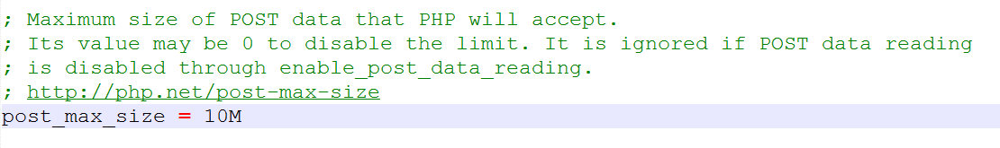 ; Maximum size of POST data that PHP will accept.
; Its value may be 0 to disable the limit. It is ignored if POST data reading
; is disabled through enable_post_data_reading.
; http://php.net/post-max-size
post_max_size = 10M